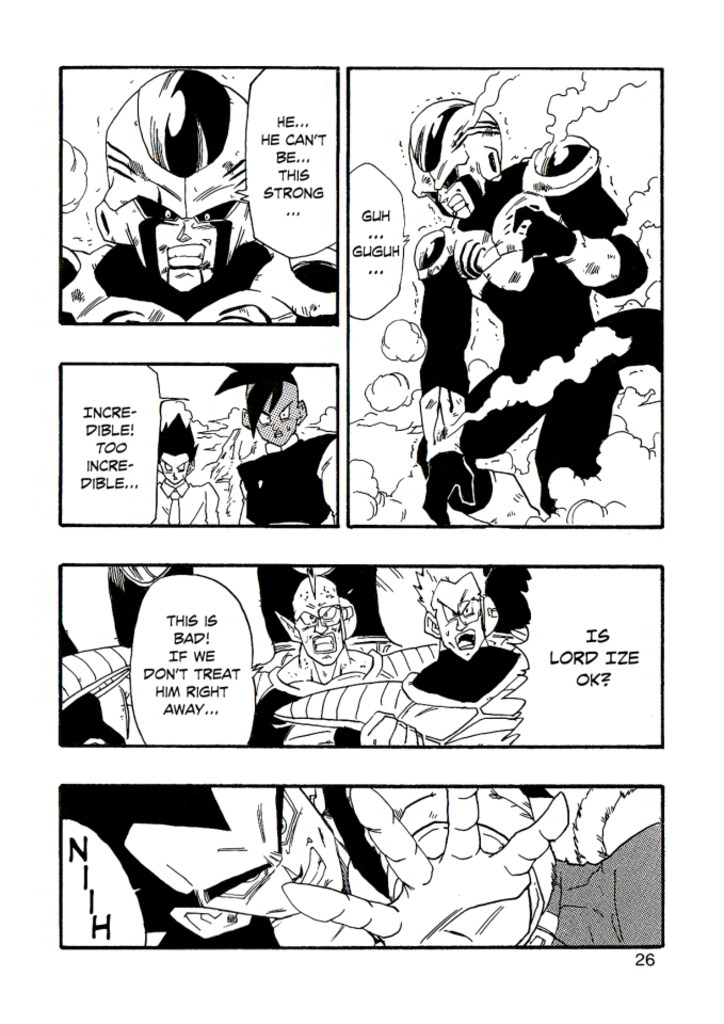 GUH
...
GUGUH
...
HE...
HE CAN'T
BE...
THIS
STRONG
...
INCRE-
DIBLE!
TOO
INCRE-
DIBLE...
IS
LORD IZE
OK?
THIS IS
BAD!
IF WE
DON'T TREAT
HIM RIGHT
AWAY...
NIIH
26